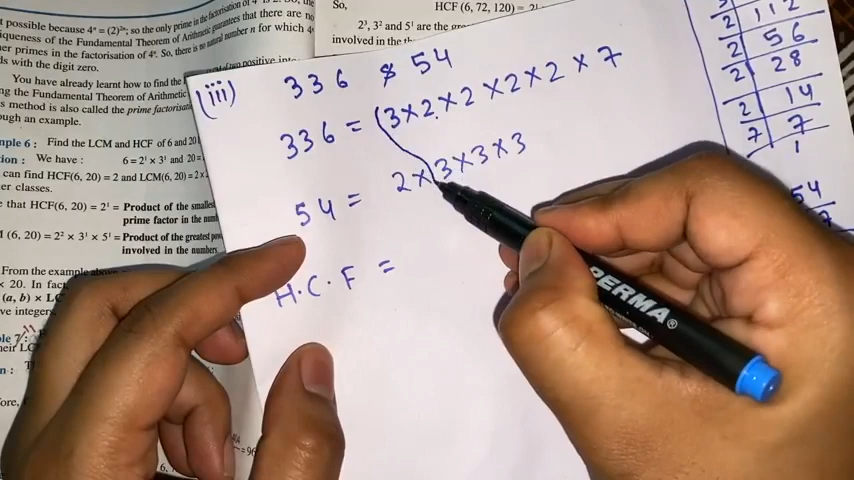 t possible because 4ⁿ = (2)²ⁿ; so the only prime in the factorisation of 4ⁿ
iqueness of the Fundamental Theorem of Arithmetic guarantees that there are no
er primes in the factorisation of 4ⁿ. So, there is no natural number n for which 4ⁿ
ds with the digit zero.
You have already learnt how to find the
ng the Fundamental Theorem of Arithmetic
s method is also called the prime factorisati
ugh an example.
nple 6 : Find the LCM and HCF of 6 and 20
tion : We have : 6 = 2¹ × 3¹ and 20 =
can find HCF(6, 20) = 2 and LCM(6, 20) = 2 ×
er classes.
e that HCF(6, 20) = 2¹ = Product of the smalles
prime factor in the num
(6, 20) = 2² × 3¹ × 5¹ = Product of the greatest
involved in the numb
From the example above
× 20. In fact,
(a, b) × LC
ve integers,
So,
HCF (6, 72, 120) = 2¹
2³, 3² and 5¹ are the gre
involved in the
(iii) 336 & 54
336 = (3×2×2×2×2×7
54 = 2×3×3×3
H.C.F =
2 112
2 56
2 28
2 14
7 7
1
54
PERMA